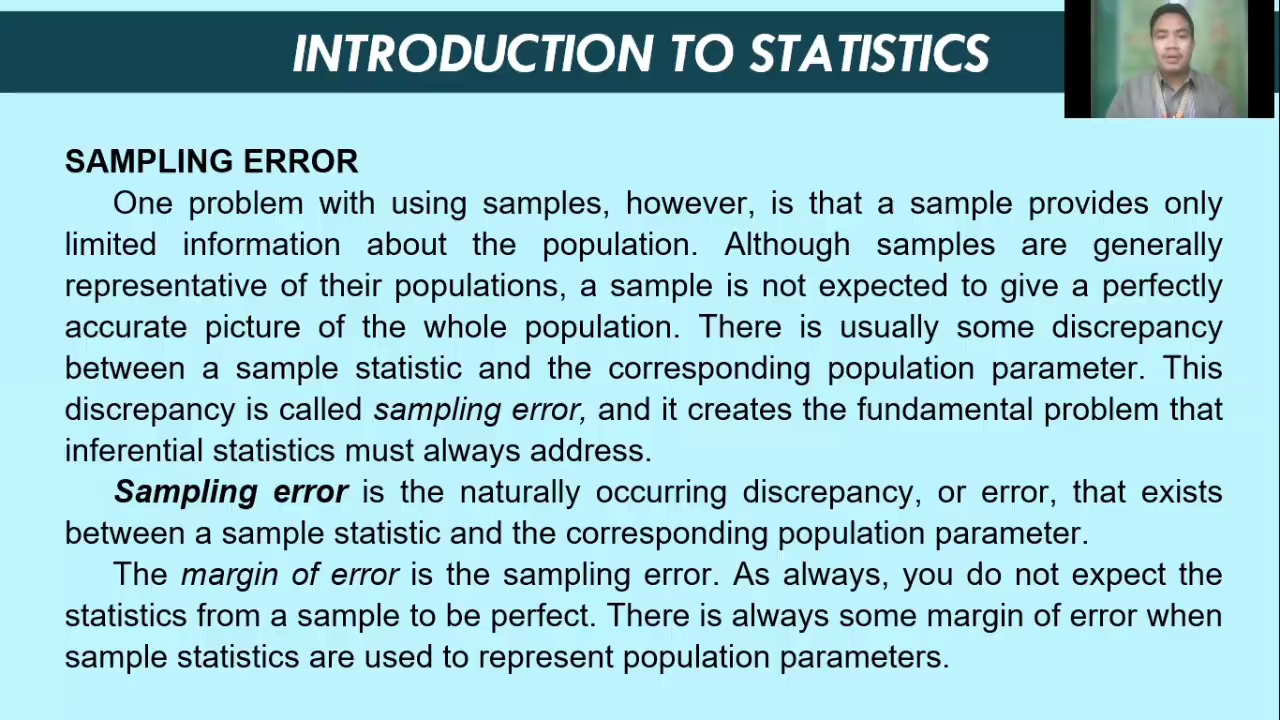 INTRODUCTION TO STATISTICS
SAMPLING ERROR
One problem with using samples, however, is that a sample provides only
limited information about the population. Although samples are generally
representative of their populations, a sample is not expected to give a perfectly
accurate picture of the whole population. There is usually some discrepancy
between a sample statistic and the corresponding population parameter. This
discrepancy is called sampling error, and it creates the fundamental problem that
inferential statistics must always address.
Sampling error is the naturally occurring discrepancy, or error, that exists
between a sample statistic and the corresponding population parameter.
The margin of error is the sampling error. As always, you do not expect the
statistics from a sample to be perfect. There is always some margin of error when
sample statistics are used to represent population parameters.